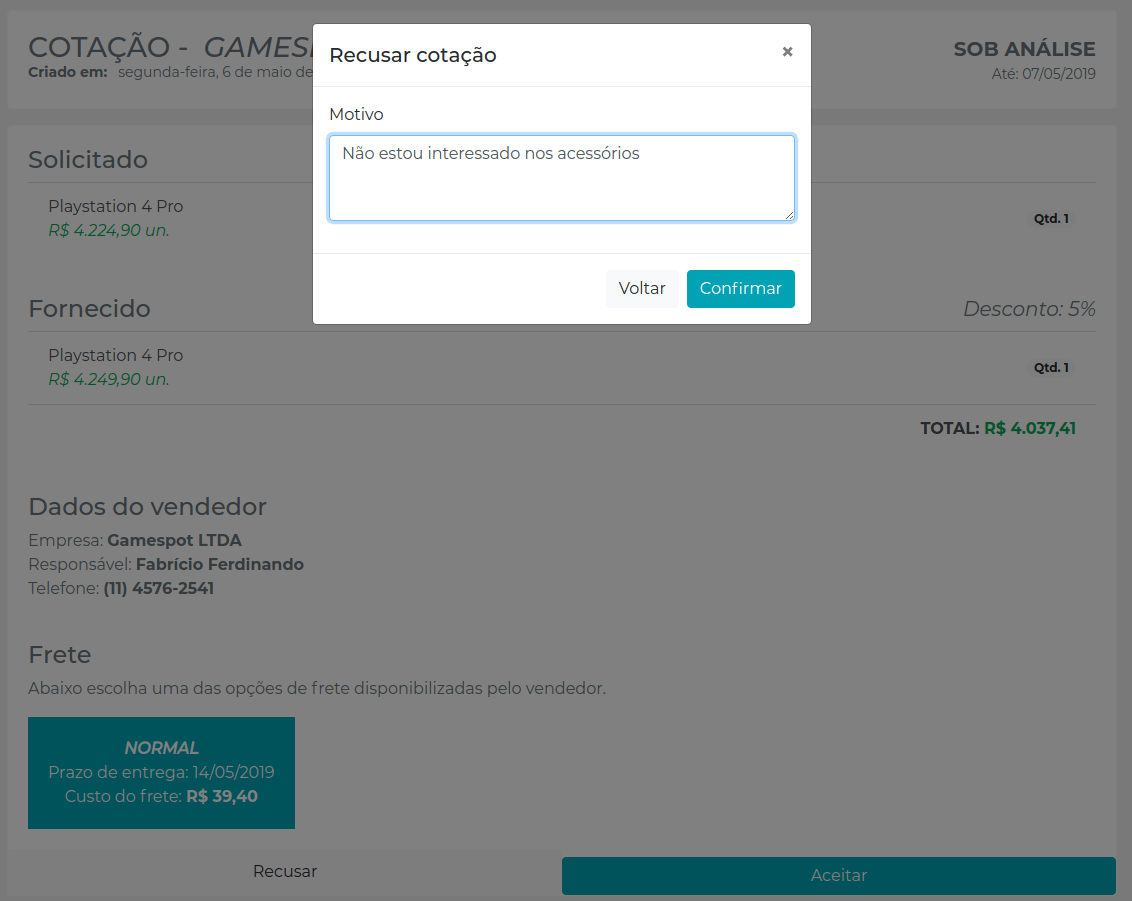 COTAÇÃO - GAMES
Criado em: segunda-feira, 6 de maio de
SOB ANÁLISE
Até: 07/05/2019
Recusar cotação
×
Motivo
Não estou interessado nos acessórios
Voltar
Confirmar
Solicitado
Playstation 4 Pro
R$ 4.224,90 un.
Qtd. 1
Fornecido
Desconto: 5%
Playstation 4 Pro
R$ 4.249,90 un.
Qtd. 1
TOTAL: R$ 4.037,41
Dados do vendedor
Empresa: Gamespot LTDA
Responsável: Fabrício Ferdinando
Telefone: (11) 4576-2541
Frete
Abaixo escolha uma das opções de frete disponibilizadas pelo vendedor.
NORMAL
Prazo de entrega: 14/05/2019
Custo do frete: R$ 39,40
Recusar
Aceitar